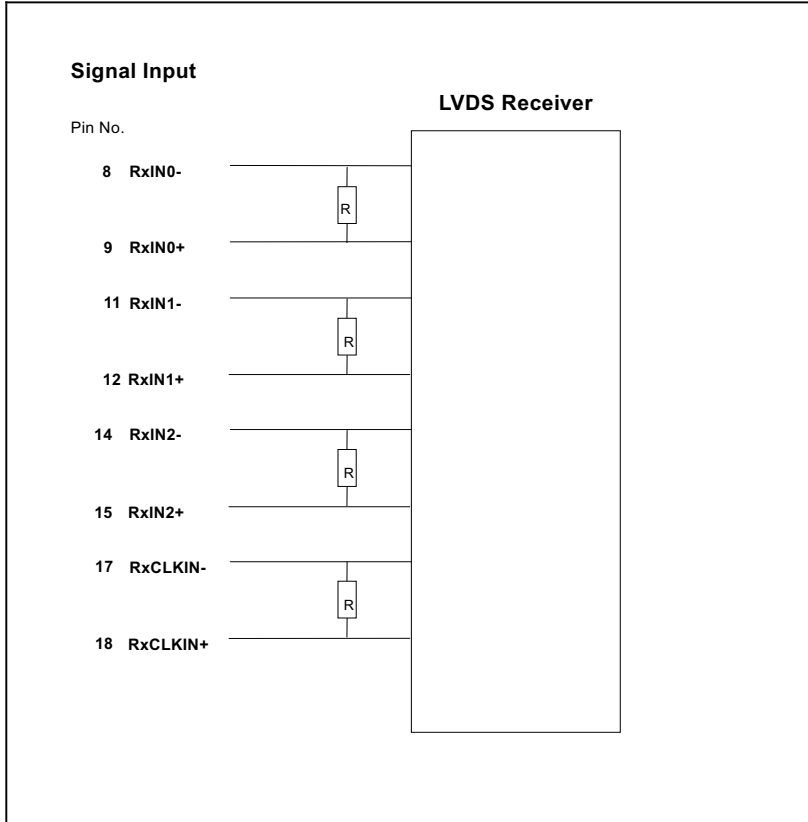 Signal Input
LVDS Receiver
Pin No.
8 RxIN0-
R
9 RxIN0+
11 RxIN1-
R
12 RxIN1+
14 RxIN2-
R
15 RxIN2+
17 RxCLKIN-
R
18 RxCLKIN+